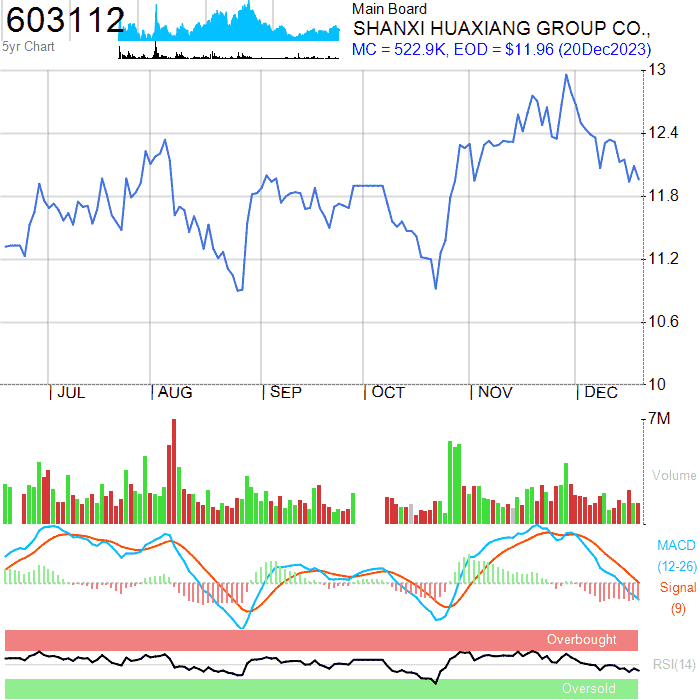 603112
5yr Chart
Main Board
SHANXI HUAXIANG GROUP CO.,
MC = 522.9K, EOD = $11.96 (20Dec2023)
13
12.4
11.8
11.2
10.6
10
JUL AUG SEP OCT NOV DEC
7M
Volume
MACD
(12-26)
Signal
(9)
Overbought
RSI(14)
Oversold